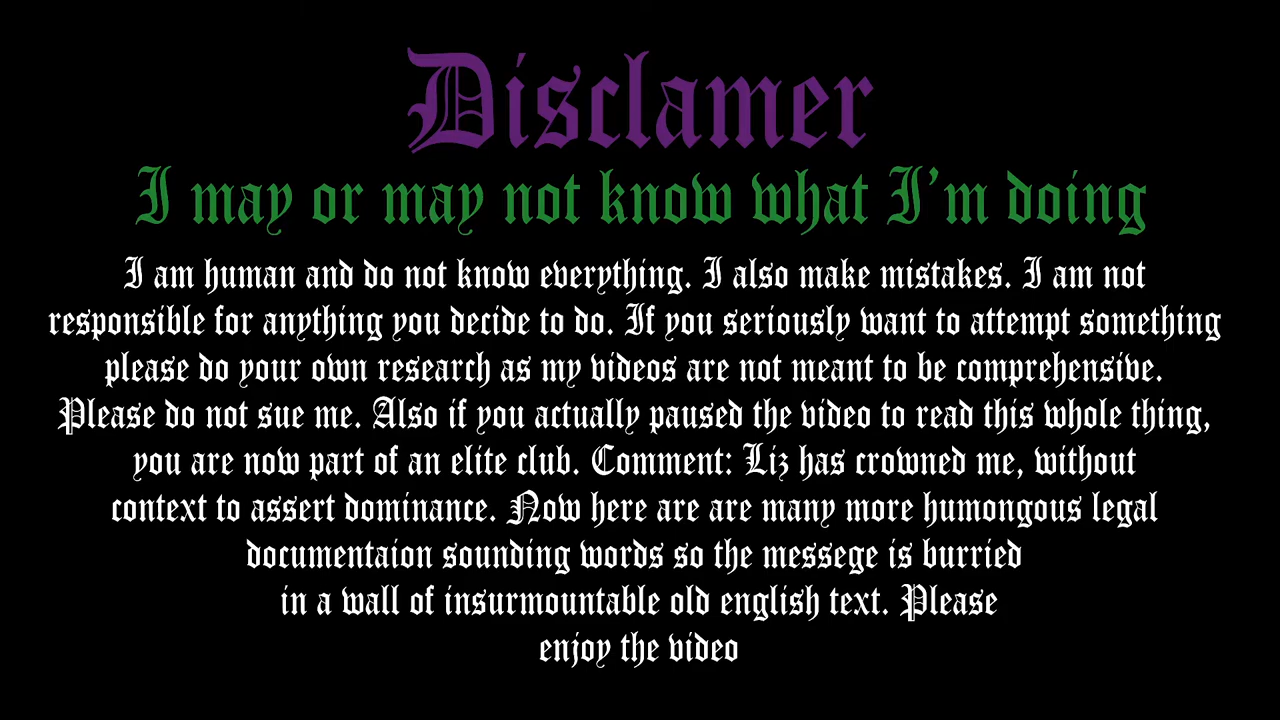 Disclamer
I may or may not know what I'm doing
I am human and do not know everything. I also make mistakes. I am not
responsible for anything you decide to do. If you seriously want to attempt something
please do your own research as my videos are not meant to be comprehensive.
Please do not sue me. Also if you actually paused the video to read this whole thing,
you are now part of an elite club. Comment: Liz has crowned me, without
context to assert dominance. Now here are are many more humongous legal
documentaion sounding words so the messege is burried
in a wall of insurmountable old english text. Please
enjoy the video